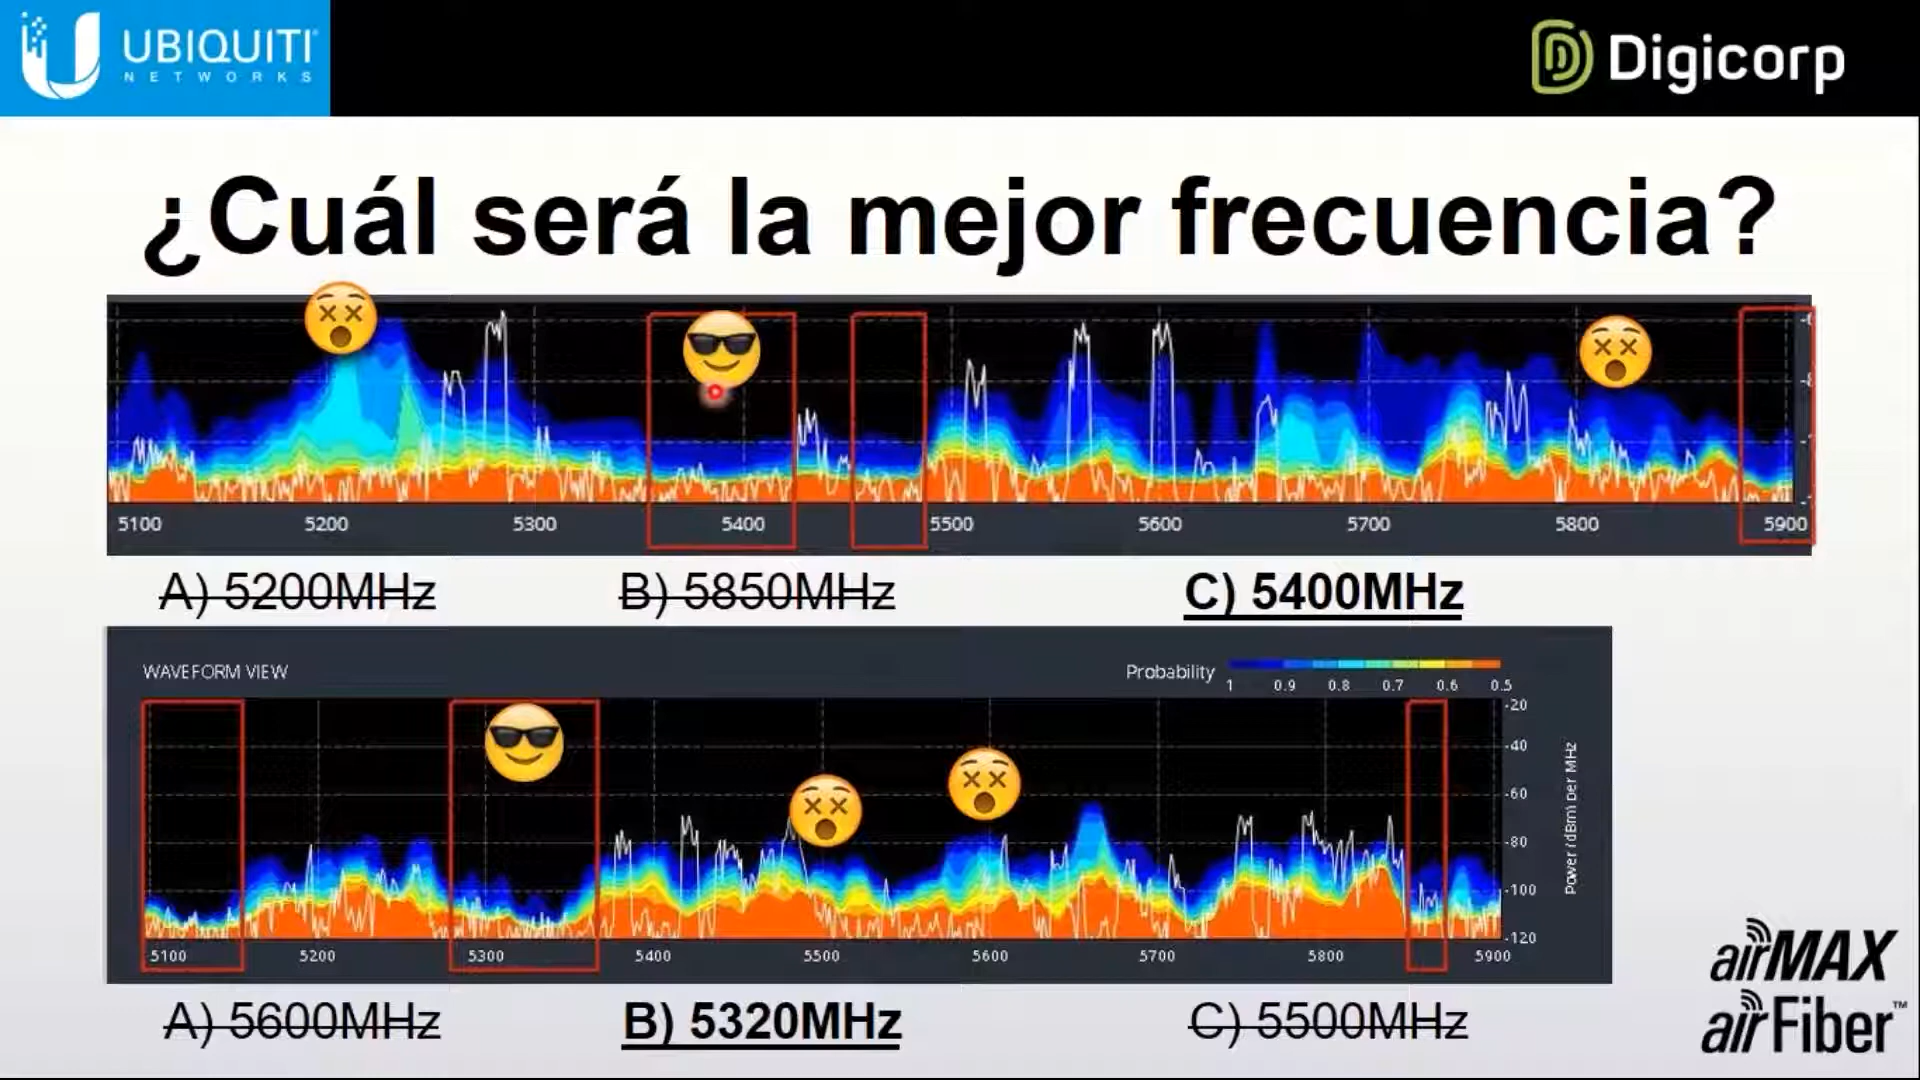 UBIQUITI
NETWORKS
Digicorp
¿Cuál será la mejor frecuencia?
5100 5200 5300 5400 5500 5600 5700 5800 5900
A) 5200MHz B) 5850MHz C) 5400MHz
WAVEFORM VIEW
Probability
1 0.9 0.8 0.7 0.6 0.5
-20
-40
-60
-80
-100
-120
Power (dBm) per MHz
5100 5200 5300 5400 5500 5600 5700 5800 5900
A) 5600MHz B) 5320MHz C) 5500MHz
airMAX
airFiber™